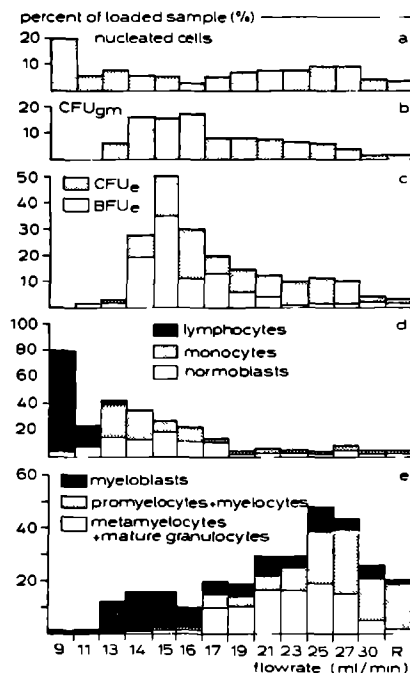 percent of loaded sample (%)
nucleated cells a
20
10
CFUgm b
20
10
c
50
CFUe
BFUe
40
30
20
10
100 d
lymphocytes
80
monocytes
60
normoblasts
40
20
60 e
myeloblasts
promyelocytes+myelocytes
40
metamyelocytes
+mature granulocytes
20
9 11 13 14 15 16 17 19 21 23 25 27 30 R
flowrate (ml/min)